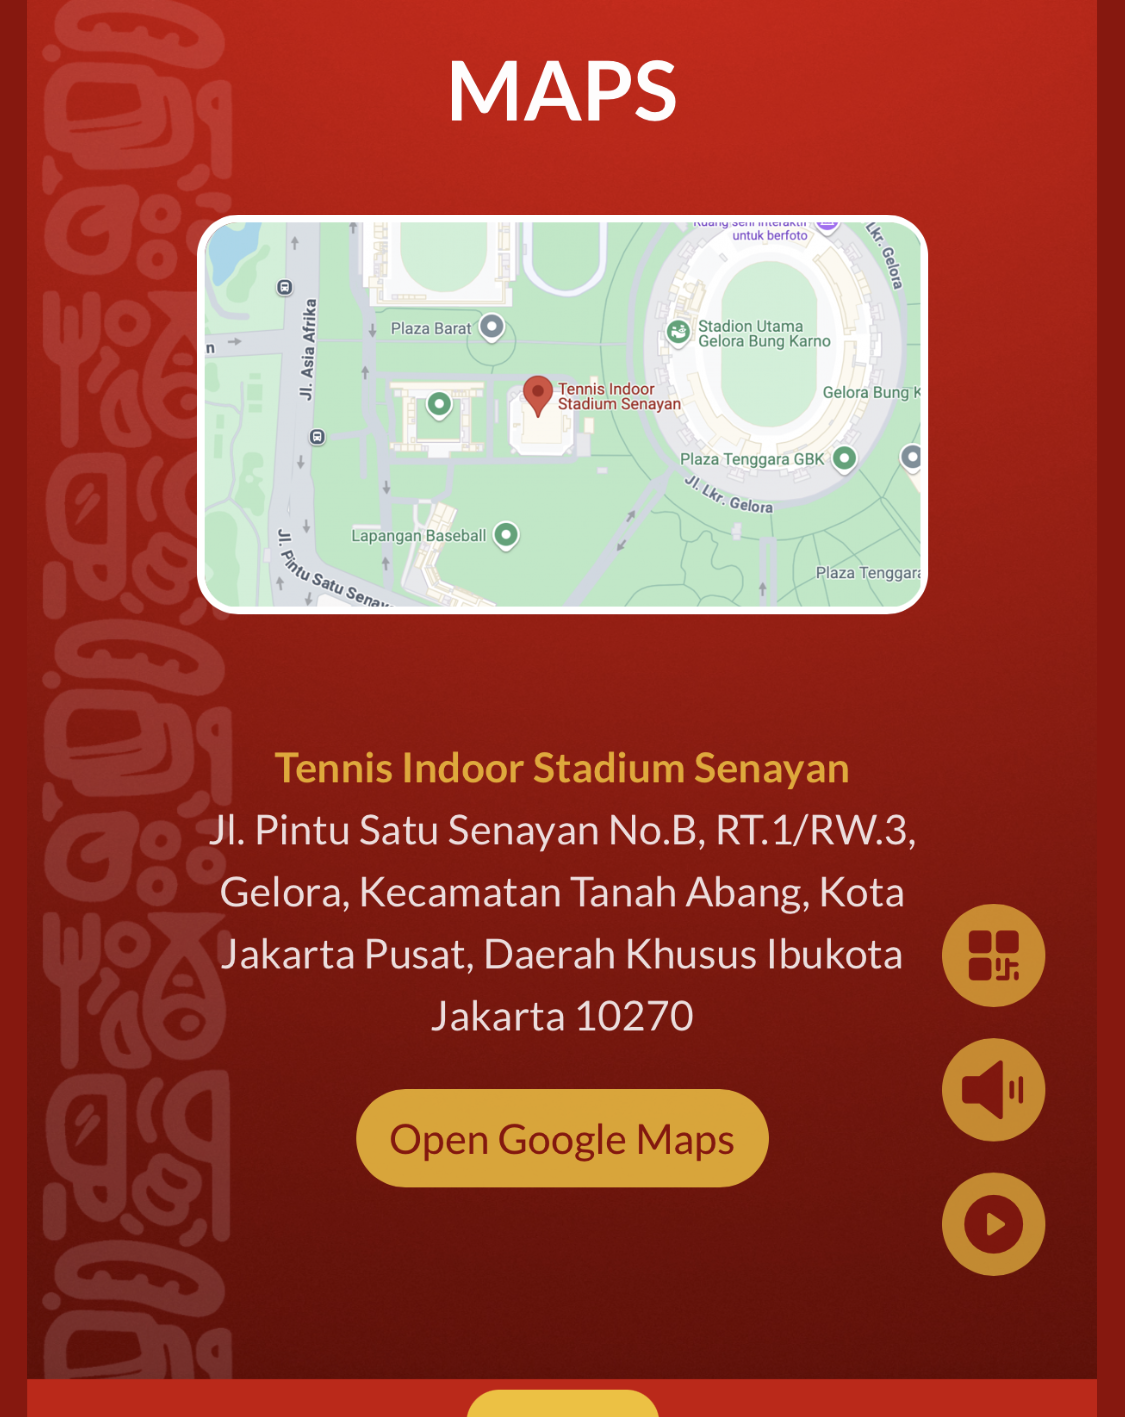 MAPS
untuk berfoto
Lkr. Gelora
Jl. Asia Afrika
Plaza Barat
Stadion Utama
Gelora Bung Karno
n
Tennis Indoor
Stadium Senayan
Gelora Bung K
Plaza Tenggara GBK
Jl. Lkr. Gelora
Lapangan Baseball
Jl. Pintu Satu Senay
Plaza Tenggara
Tennis Indoor Stadium Senayan
Jl. Pintu Satu Senayan No.B, RT.1/RW.3,
Gelora, Kecamatan Tanah Abang, Kota
Jakarta Pusat, Daerah Khusus Ibukota
Jakarta 10270
Open Google Maps